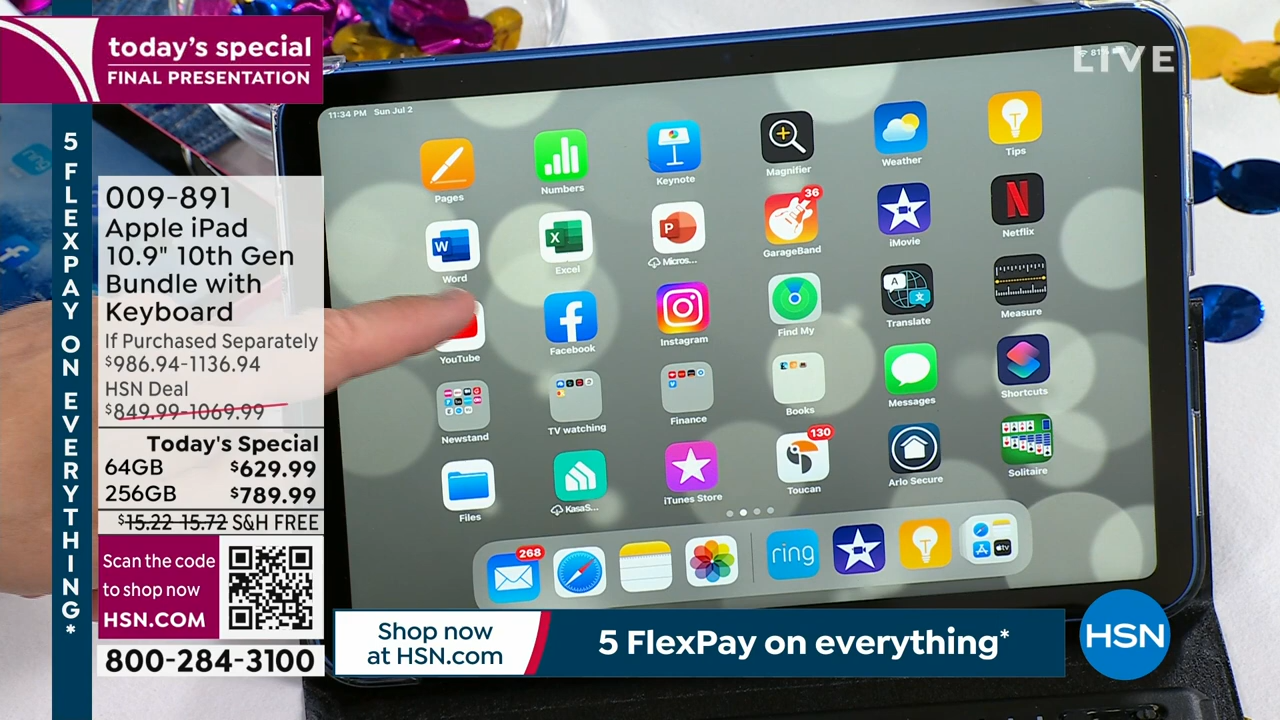 today's special
FINAL PRESENTATION
5 FLEXPAY ON EVERYTHING*
009-891
Apple iPad
10.9" 10th Gen
Bundle with
Keyboard
If Purchased Separately
$986.94-1136.94
HSN Deal
$849.99-1069.99
Today's Special
64GB $629.99
256GB $789.99
$15.22-15.72 S&H FREE
Scan the code
to shop now
HSN.COM
800-284-3100
LIVE
11:34 PM Sun Jul 2
Pages Numbers Keynote Magnifier Weather Tips
36
W X P
Word Excel Micros... GarageBand iMovie Netflix
A
YouTube Facebook Instagram Find My Translate Measure
Newstand TV watching Finance Books Messages Shortcuts
130
Files KasaS... iTunes Store Toucan Arlo Secure Solitaire
268
ring
tv
Shop now
at HSN.com
5 FlexPay on everything*
HSN
ring